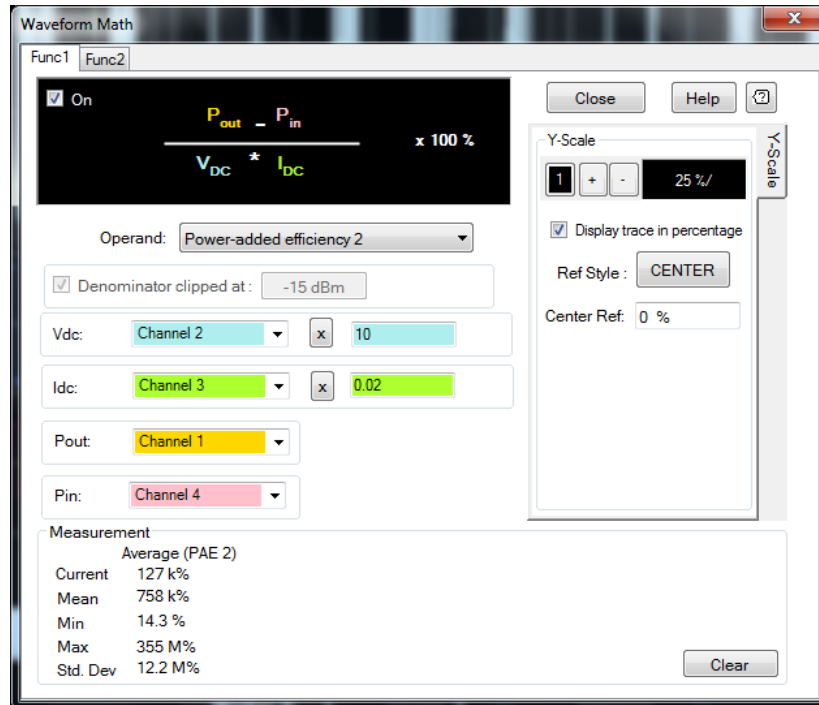 Waveform Math
x
Func1 Func2
On
Pout - Pin
x 100 %
VDC * IDC
Close Help ?
Y-Scale
Y-Scale
1 + - 25 %/
Display trace in percentage
Ref Style : CENTER
Center Ref: 0 %
Operand: Power-added efficiency 2
Denominator clipped at : -15 dBm
Vdc: Channel 2 x 10
Idc: Channel 3 x 0.02
Pout: Channel 1
Pin: Channel 4
Measurement
Average (PAE 2)
Current 127 k%
Mean 758 k%
Min 14.3 %
Max 355 M%
Std. Dev 12.2 M%
Clear